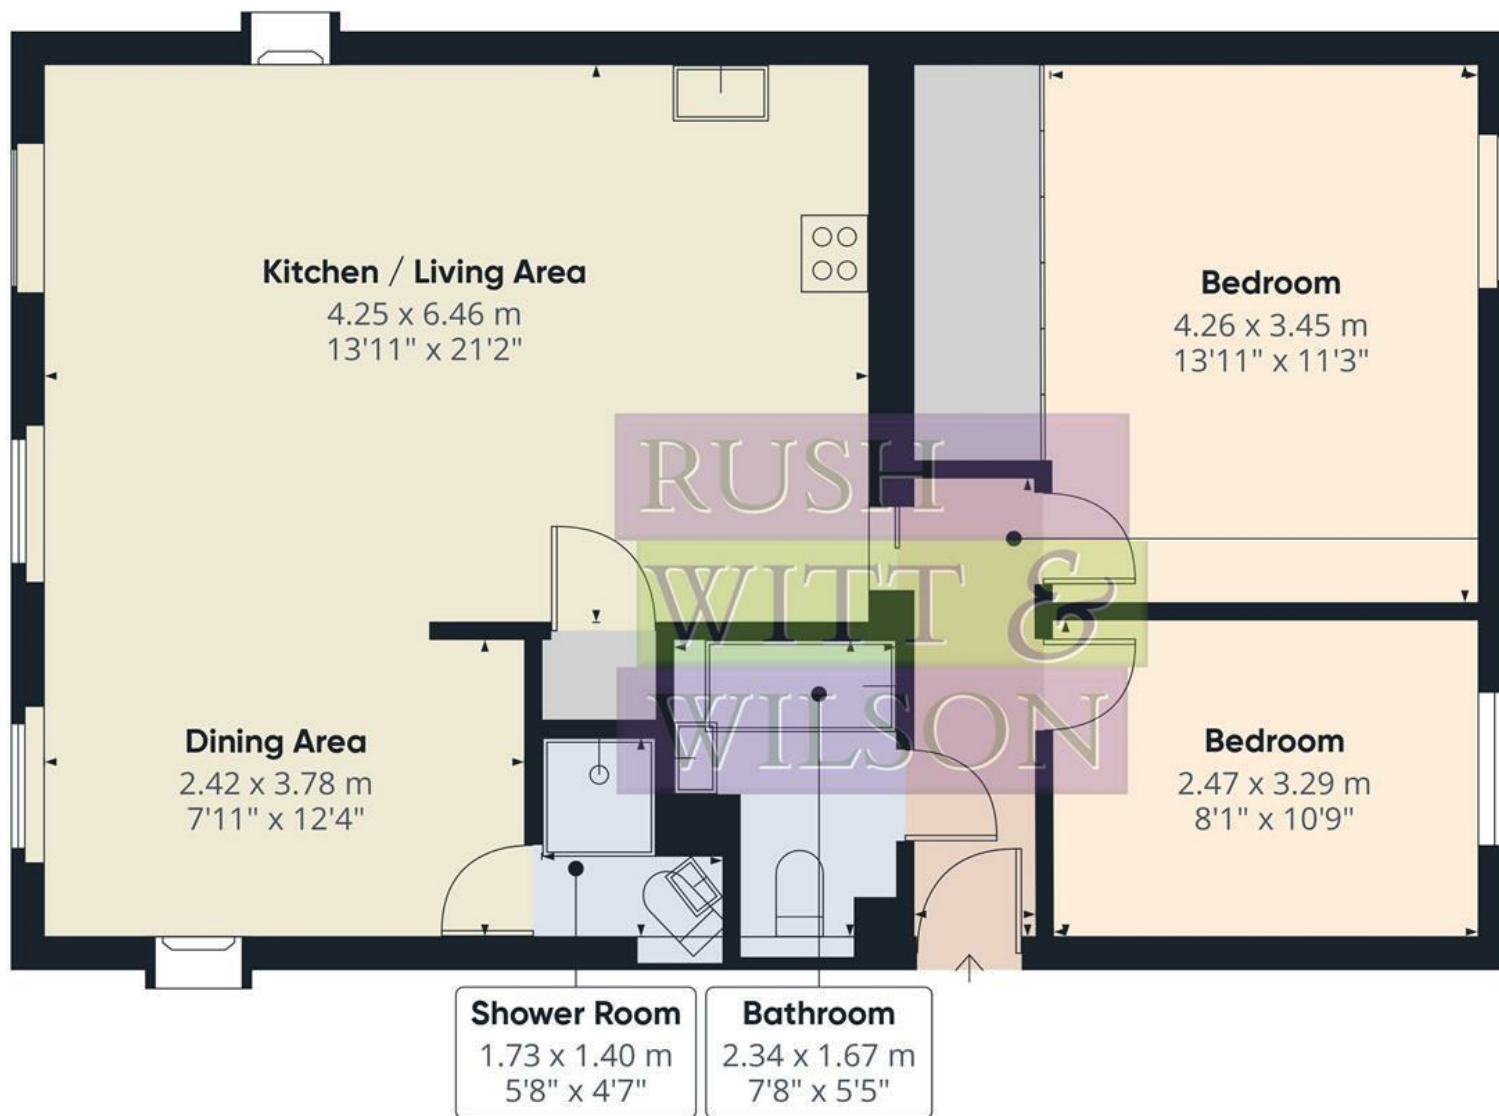 Kitchen / Living Area
4.25 x 6.46 m
13'11" x 21'2"
Bedroom
4.26 x 3.45 m
13'11" x 11'3"
RUSH
WITT &
WILSON
Dining Area
2.42 x 3.78 m
7'11" x 12'4"
Bedroom
2.47 x 3.29 m
8'1" x 10'9"
Shower Room
1.73 x 1.40 m
5'8" x 4'7"
Bathroom
2.34 x 1.67 m
7'8" x 5'5"